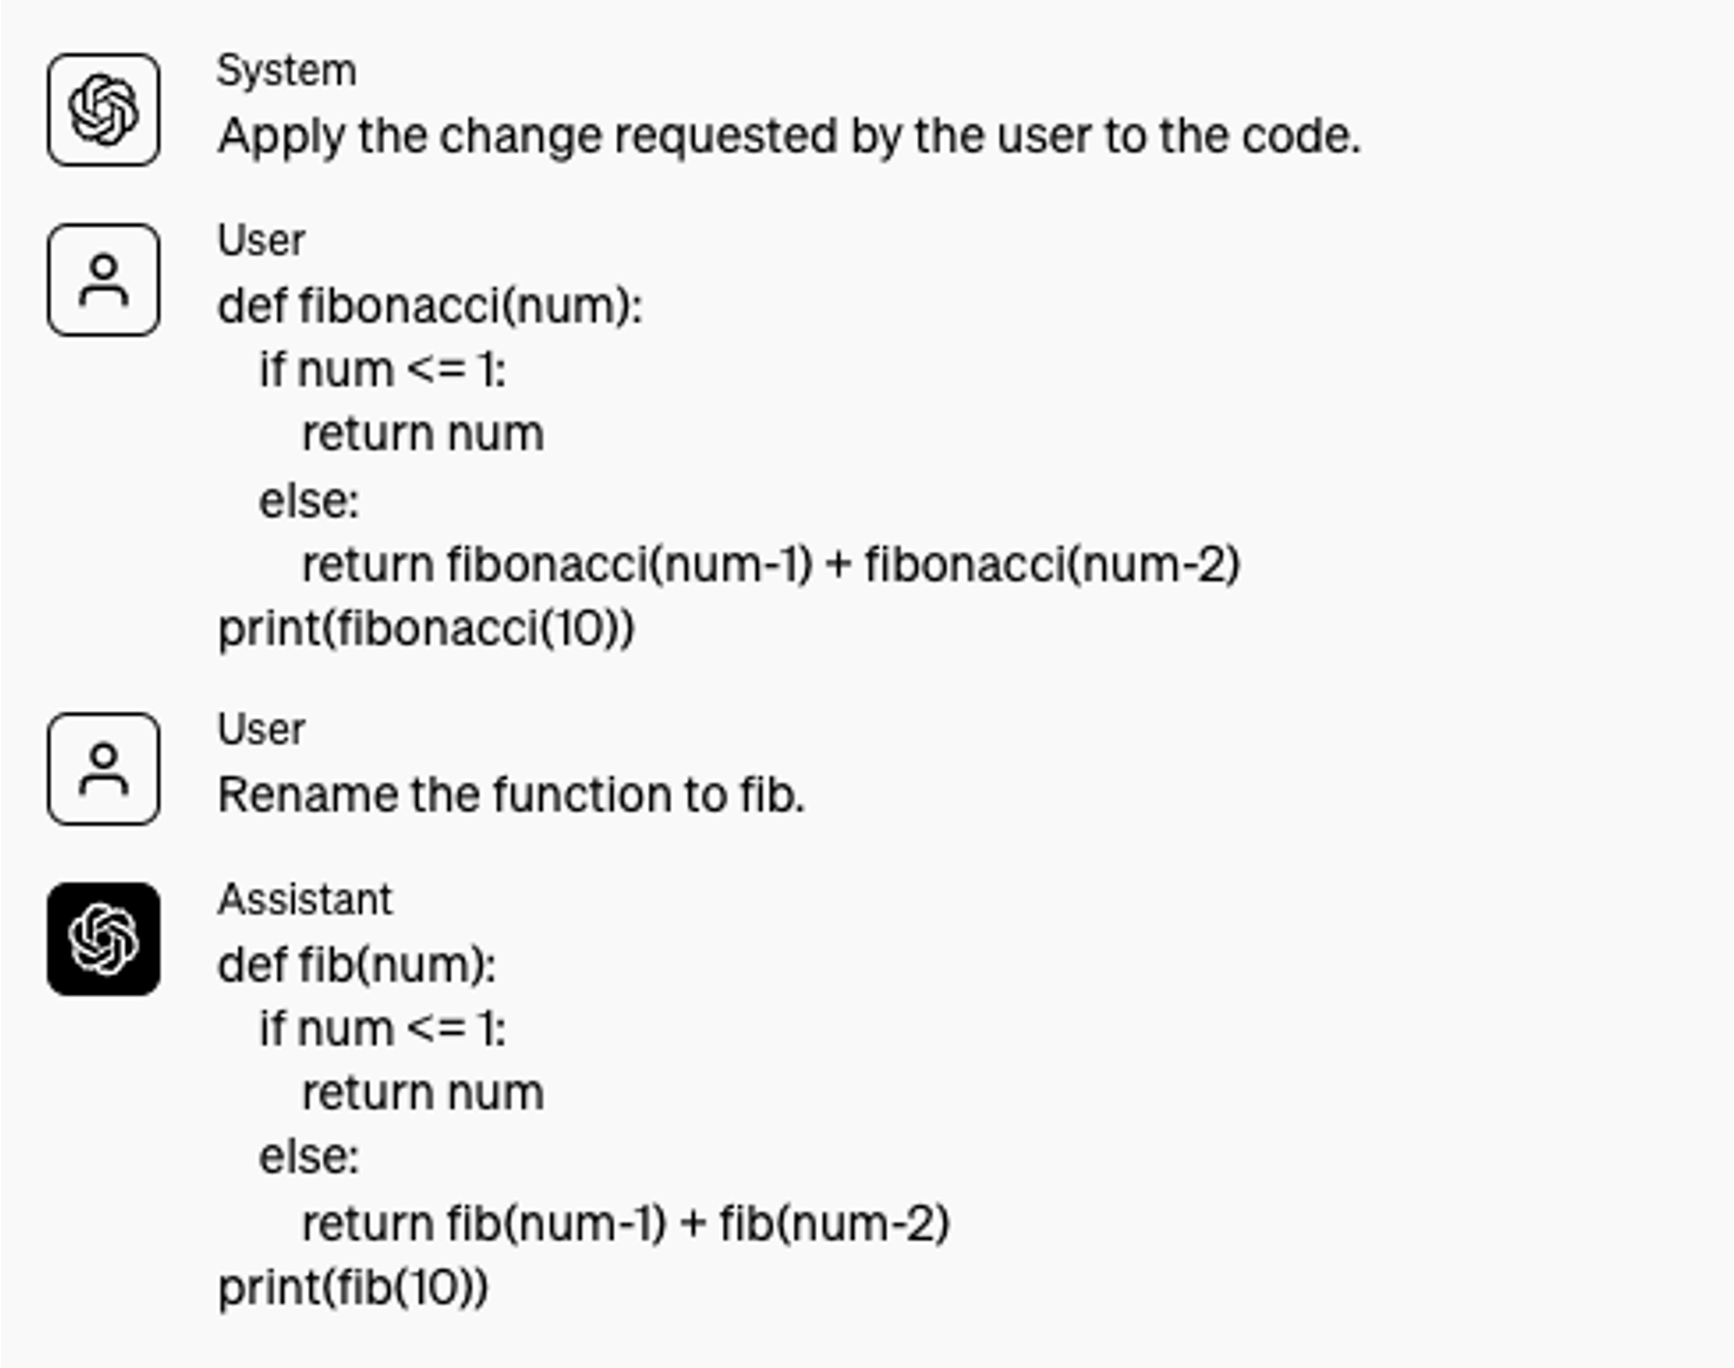 System
Apply the change requested by the user to the code.
User
def fibonacci(num):
    if num <= 1:
        return num
    else:
        return fibonacci(num-1) + fibonacci(num-2)
print(fibonacci(10))
User
Rename the function to fib.
Assistant
def fib(num):
    if num <= 1:
        return num
    else:
        return fib(num-1) + fib(num-2)
print(fib(10))